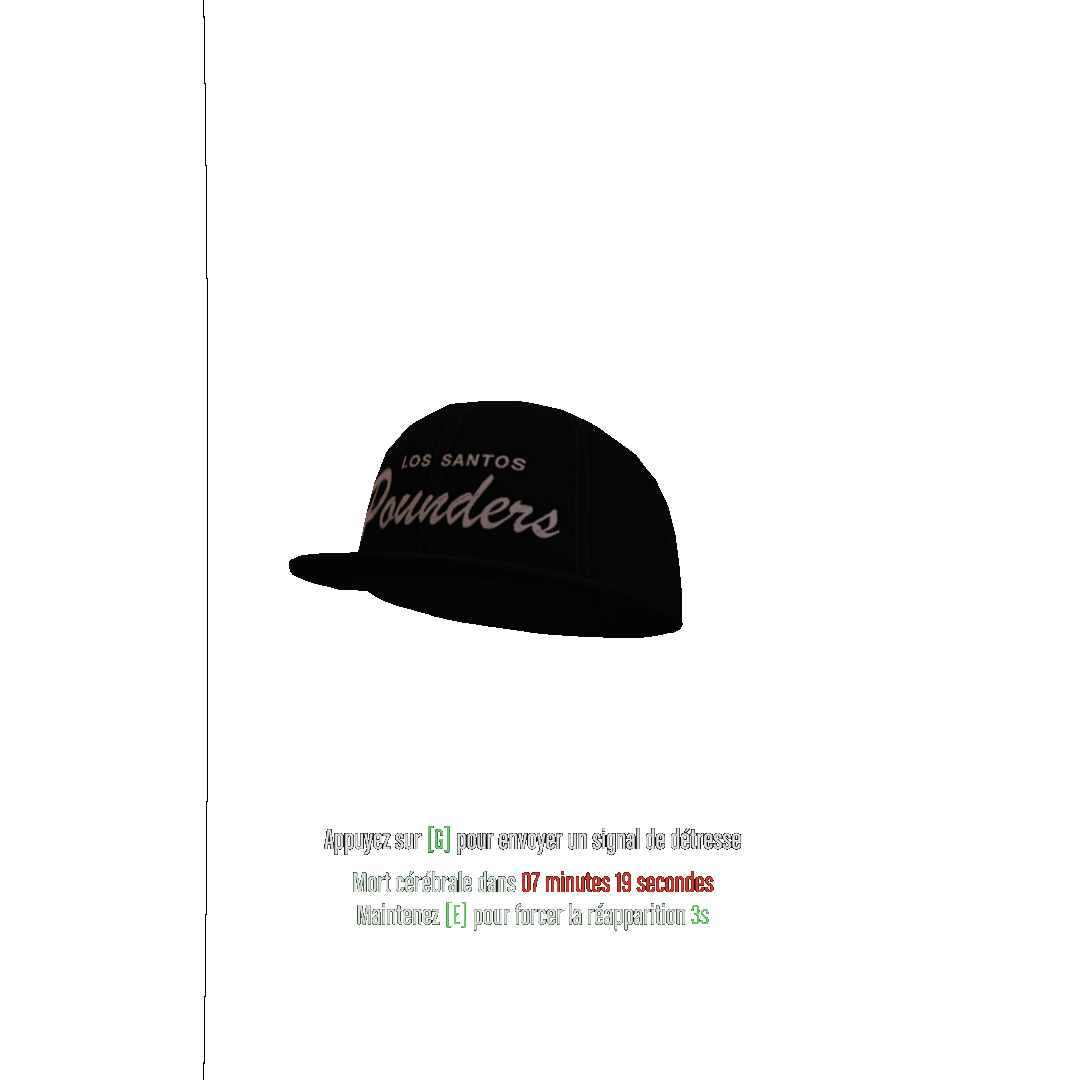 LOS SANTOS
Pounders
Appuyez sur [G] pour envoyer un signal de détresse
Mort cérébrale dans 07 minutes 19 secondes
Maintenez [E] pour forcer la réapparition 3s